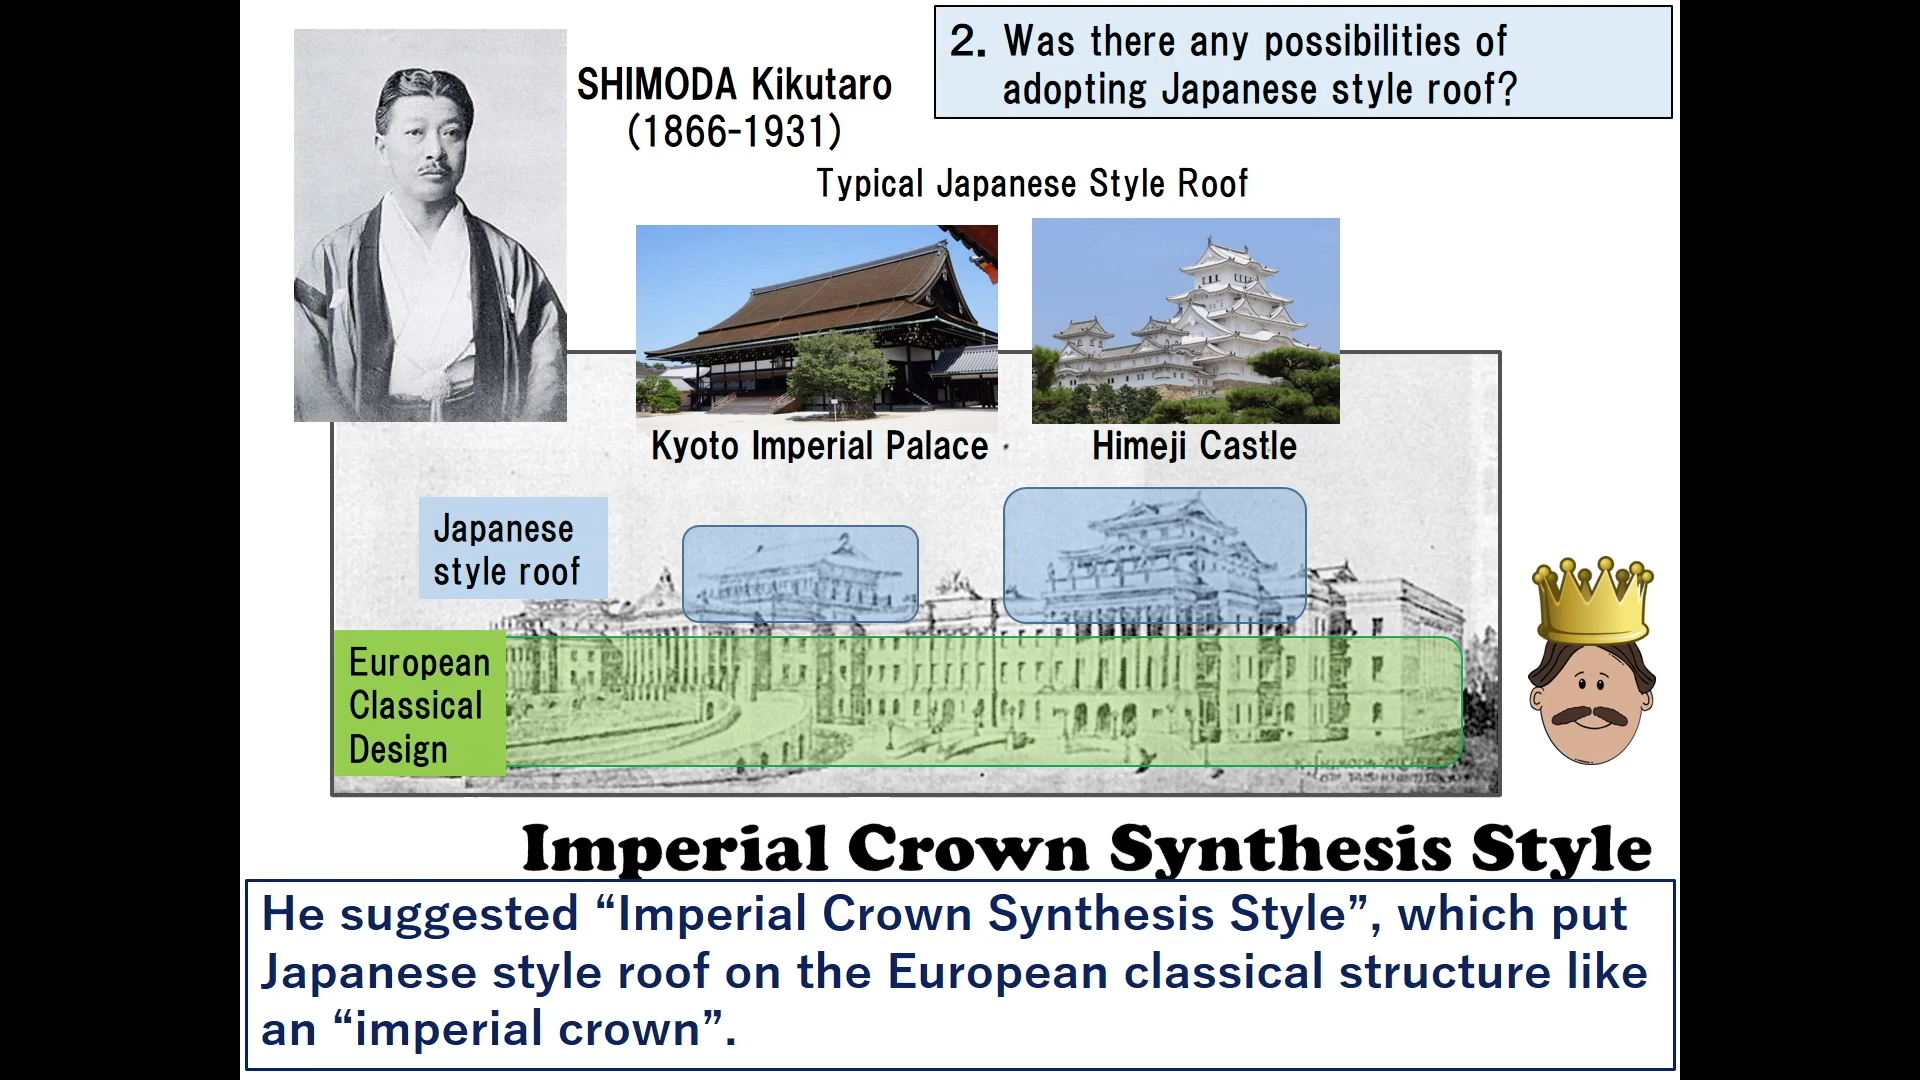 SHIMODA Kikutaro
(1866-1931)
2. Was there any possibilities of
adopting Japanese style roof?
Typical Japanese Style Roof
Kyoto Imperial Palace
Himeji Castle
Japanese
style roof
European
Classical
Design
Imperial Crown Synthesis Style
He suggested “Imperial Crown Synthesis Style”, which put
Japanese style roof on the European classical structure like
an “imperial crown”.